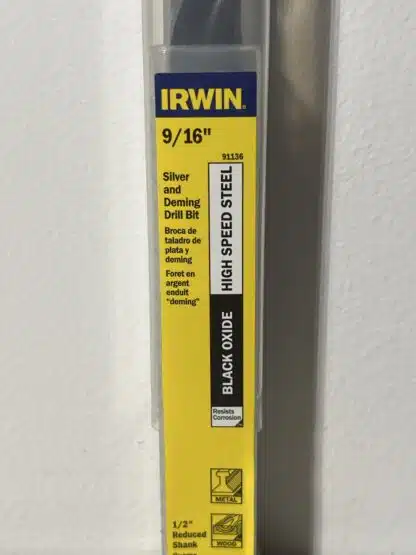 IRWIN.
9/16"
91136
Silver
and
Deming
Drill Bit
Broca de
taladro de
plata y
deming
Foret en
argent
enduit
"deming"
HIGH SPEED STEEL
BLACK OXIDE
Resists
Corrosion
METAL
1/2"
Reduced
Shank
WOOD